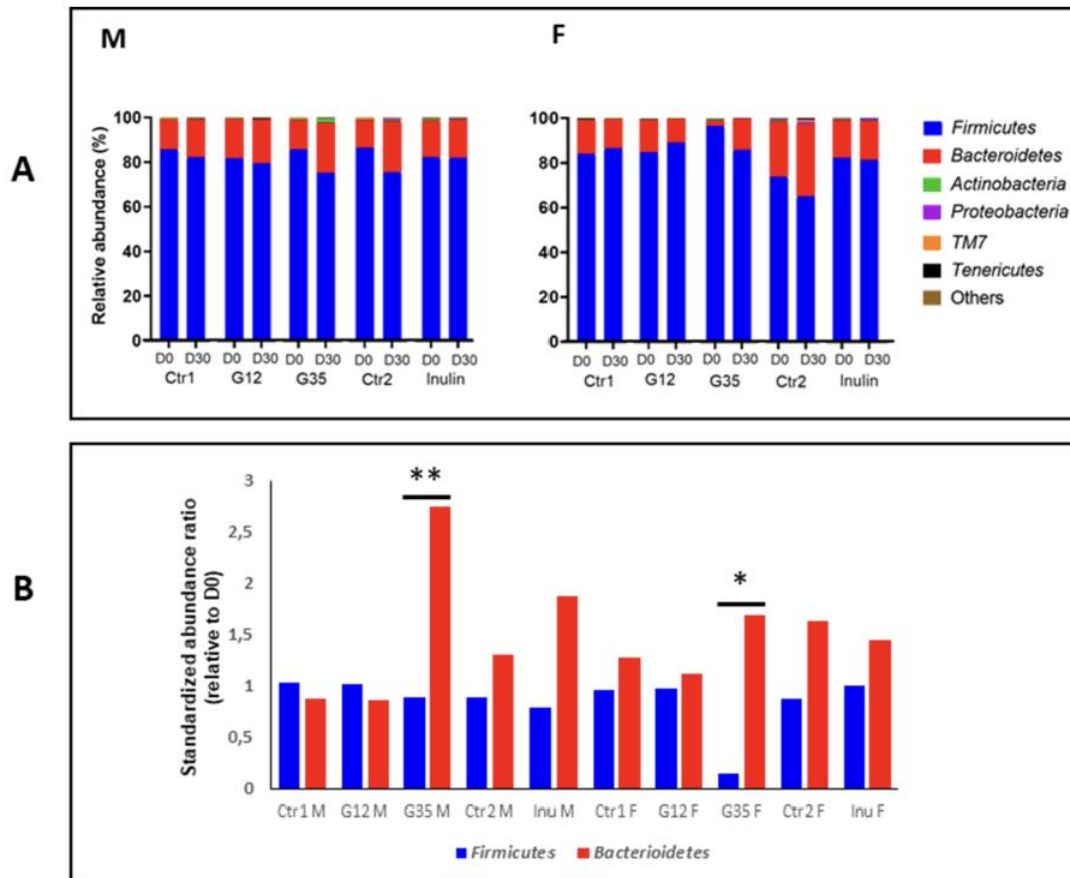 A
M
F
Relative abundance (%)
100
80
60
40
20
0
D0 D30 D0 D30 D0 D30 D0 D30 D0 D30
Ctr1 G12 G35 Ctr2 Inulin
100
80
60
40
20
0
D0 D30 D0 D30 D0 D30 D0 D30 D0 D30
Ctr1 G12 G35 Ctr2 Inulin
Firmicutes
Bacteroidetes
Actinobacteria
Proteobacteria
TM7
Tenericutes
Others
B
Standardized abundance ratio
(relative to D0)
3
2,5
2
1,5
1
0,5
0
**
*
Ctr1 M G12 M G35 M Ctr2 M Inu M Ctr1 F G12 F G35 F Ctr2 F Inu F
Firmicutes Bacterioidetes